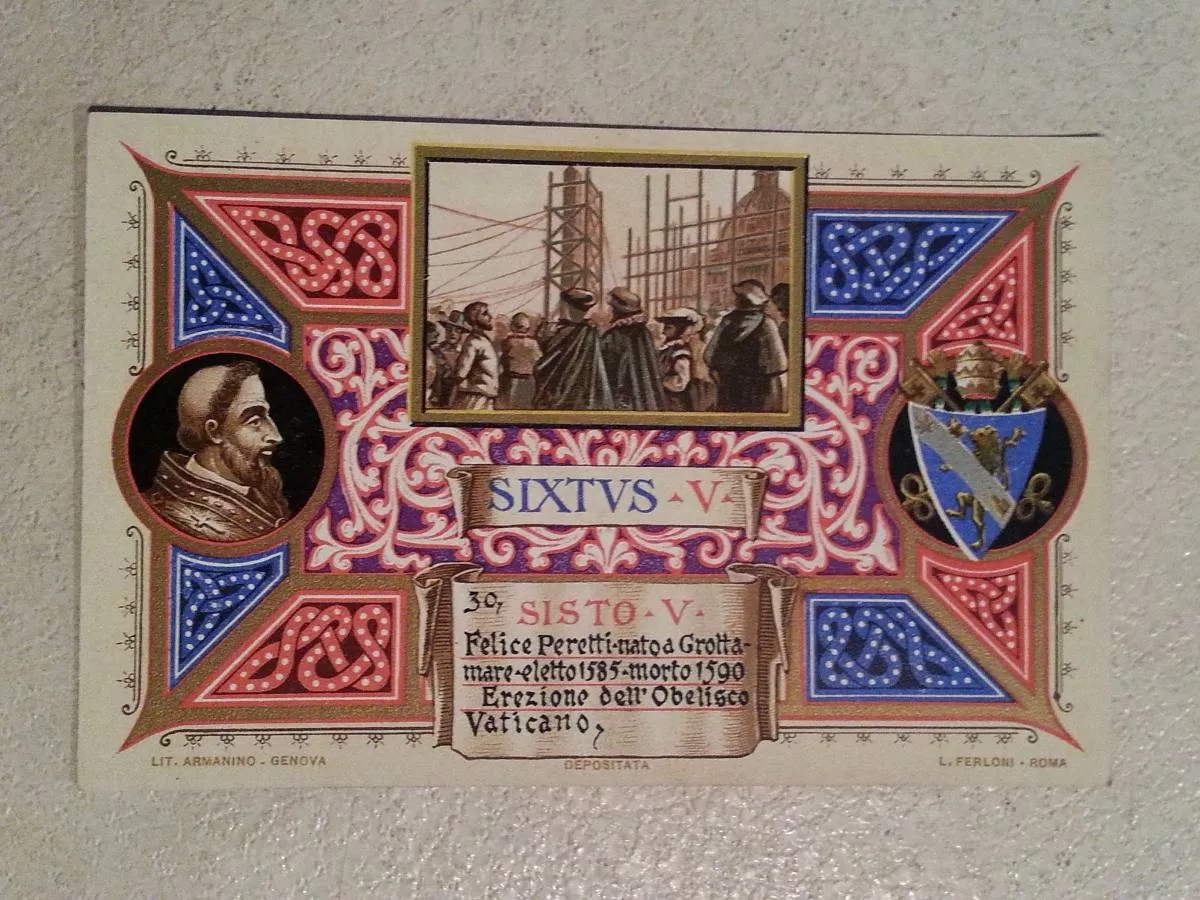 SIXTVS · V ·
30, SISTO · V ·
Felice Peretti · nato a Grotta-
mare · eletto 1585 · morto 1590
Erezione dell' Obelisco
Vaticano,
LIT. ARMANINO - GENOVA
DEPOSITATA
L. FERLONI - ROMA